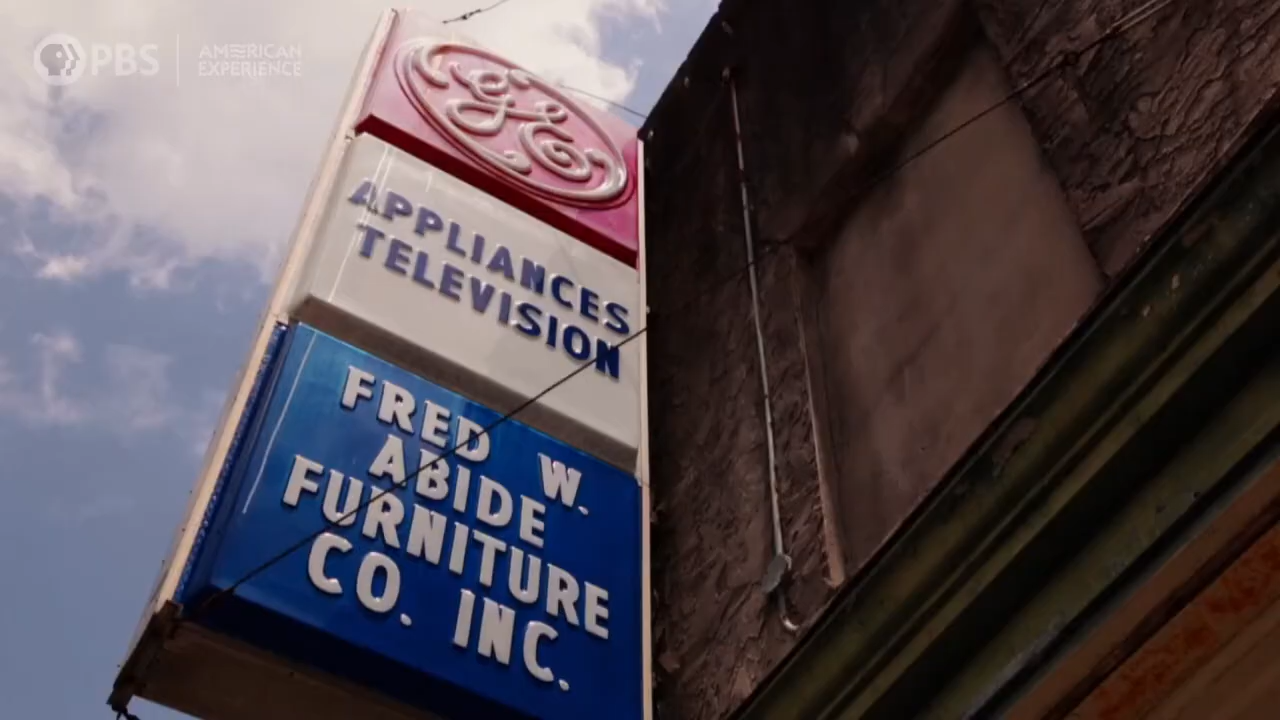 PBS
AMERICAN
EXPERIENCE
GE
APPLIANCES
TELEVISION
FRED W.
ABIDE
FURNITURE
CO. INC.